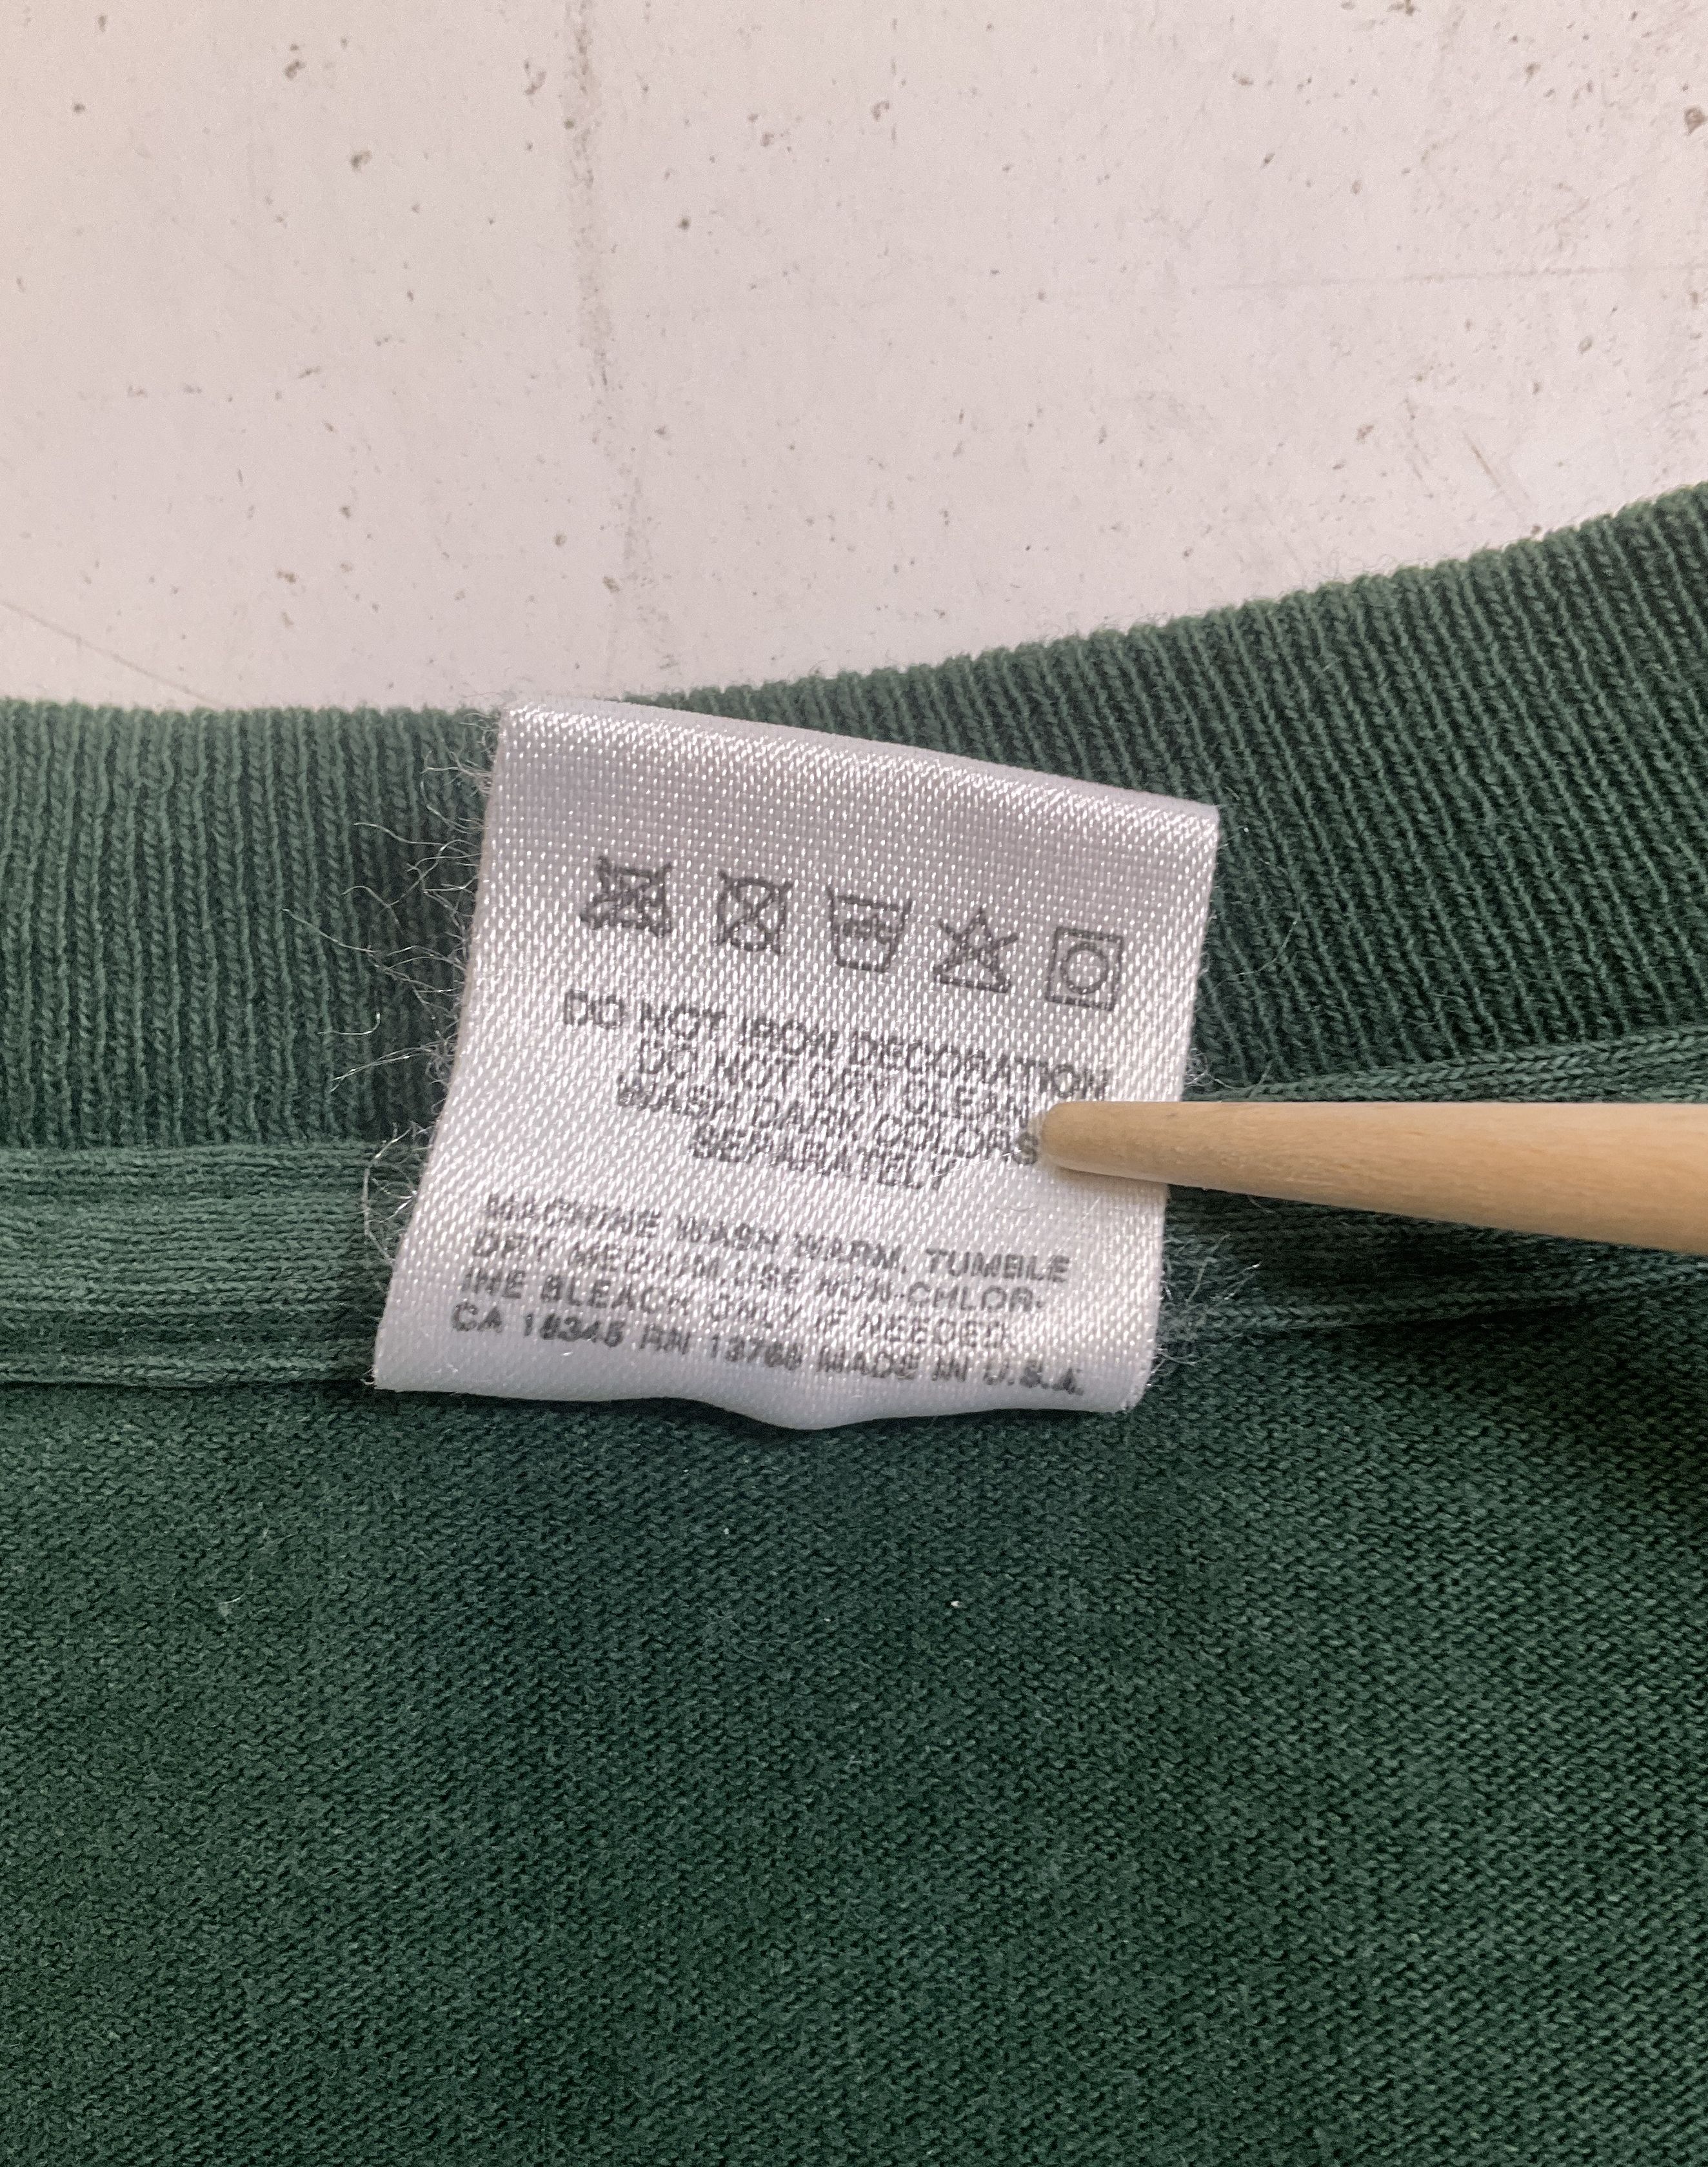 DO NOT IRON DECORATION
DO NOT DRY CLEAN
WASH DARK COLORS
SEPARATELY
MACHINE WASH WARM, TUMBLE
DRY MEDIUM.USE NON-CHLOR-
INE BLEACH ONLY IF NEEDED.
CA 18345 RN 13765 MADE IN U.S.A.